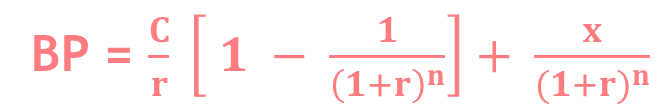 BP = C/r [ 1 − 1/(1+r)ⁿ ] + x/(1+r)ⁿ